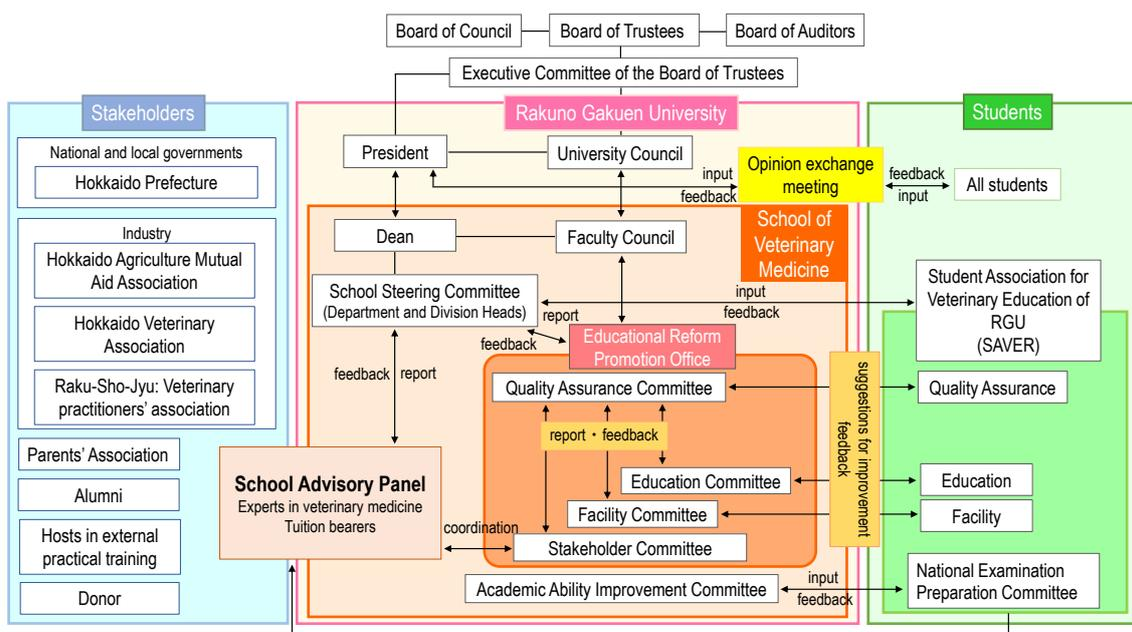 Board of Council
Board of Trustees
Board of Auditors
Executive Committee of the Board of Trustees
Stakeholders
National and local governments
Hokkaido Prefecture
Industry
Hokkaido Agriculture Mutual
Aid Association
Hokkaido Veterinary
Association
Raku-Sho-Jyu: Veterinary
practitioners' association
Parents' Association
Alumni
Hosts in external
practical training
Donor
Rakuno Gakuen University
President
University Council
input
feedback
Opinion exchange
meeting
School of
Veterinary
Medicine
Dean
Faculty Council
School Steering Committee
(Department and Division Heads)
report
feedback
input
feedback
Educational Reform
Promotion Office
feedback
report
Quality Assurance Committee
report・feedback
Education Committee
Facility Committee
Stakeholder Committee
School Advisory Panel
Experts in veterinary medicine
Tuition bearers
coordination
Academic Ability Improvement Committee
input
feedback
suggestions for improvement
feedback
Students
feedback
input
All students
Student Association for
Veterinary Education of
RGU
(SAVER)
Quality Assurance
Education
Facility
National Examination
Preparation Committee